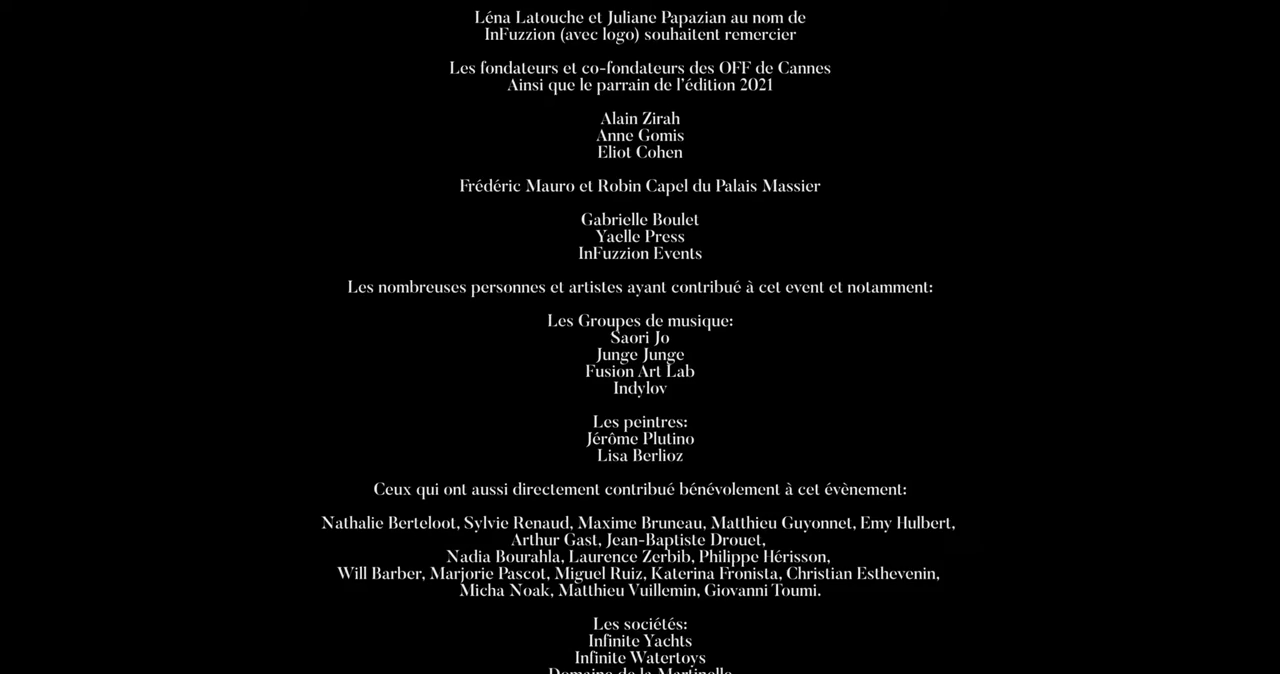 Léna Latouche et Juliane Papazian au nom de
InFuzzion (avec logo) souhaitent remercier
Les fondateurs et co-fondateurs des OFF de Cannes
Ainsi que le parrain de l'édition 2021
Alain Zirah
Anne Gomis
Eliot Cohen
Frédéric Mauro et Robin Capel du Palais Massier
Gabrielle Boulet
Yaelle Press
InFuzzion Events
Les nombreuses personnes et artistes ayant contribué à cet event et notamment:
Les Groupes de musique:
Saori Jo
Junge Junge
Fusion Art Lab
Indylov
Les peintres:
Jérôme Plutino
Lisa Berlioz
Ceux qui ont aussi directement contribué bénévolement à cet évènement:
Nathalie Berteloot, Sylvie Renaud, Maxime Bruneau, Matthieu Guyonnet, Emy Hulbert,
Arthur Gast, Jean-Baptiste Drouet,
Nadia Bourahla, Laurence Zerbib, Philippe Hérisson,
Will Barber, Marjorie Pascot, Miguel Ruiz, Katerina Fronista, Christian Esthevenin,
Micha Noak, Matthieu Vuillemin, Giovanni Toumi.
Les sociétés:
Infinite Yachts
Infinite Watertoys
Domaine de la Martinelle